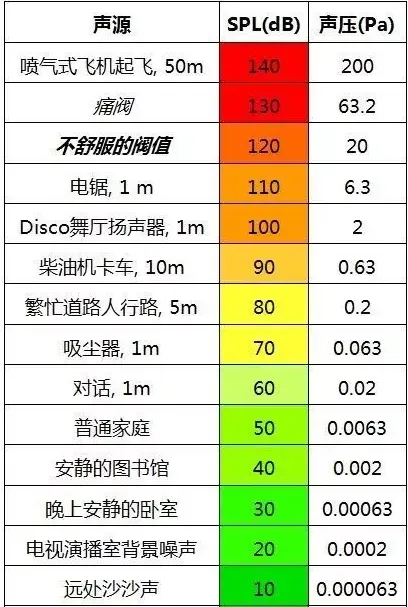 声源 SPL(dB) 声压(Pa)
喷气式飞机起飞, 50m 140 200
痛阀 130 63.2
不舒服的阀值 120 20
电锯, 1 m 110 6.3
Disco舞厅扬声器, 1m 100 2
柴油机卡车, 10m 90 0.63
繁忙道路人行路, 5m 80 0.2
吸尘器, 1m 70 0.063
对话, 1m 60 0.02
普通家庭 50 0.0063
安静的图书馆 40 0.002
晚上安静的卧室 30 0.00063
电视演播室背景噪声 20 0.0002
远处沙沙声 10 0.000063